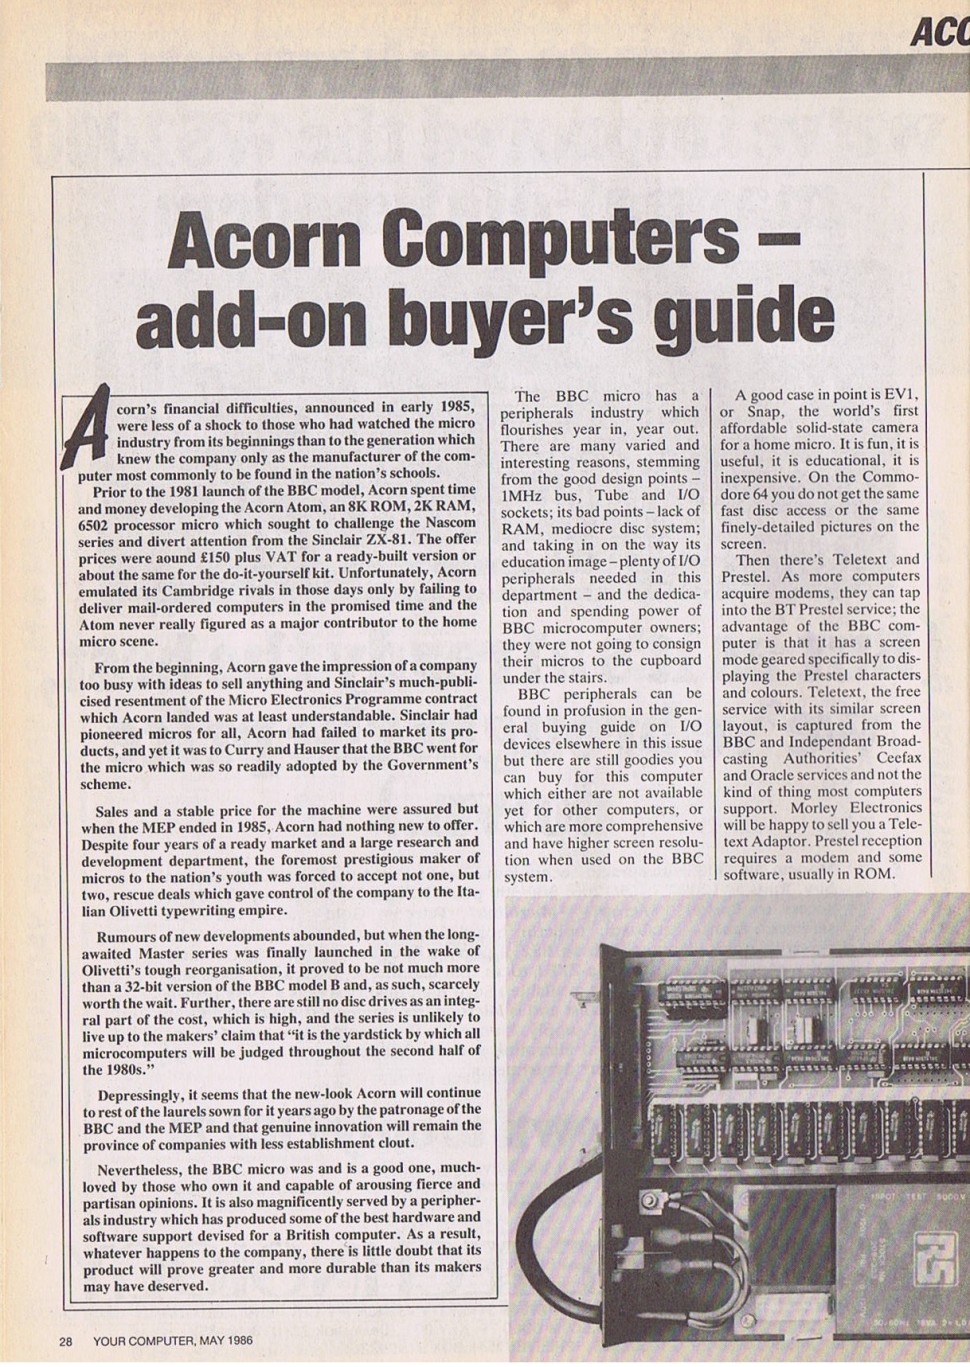 ACO
Acorn Computers –
add-on buyer's guide
Acorn's financial difficulties, announced in early 1985,
were less of a shock to those who had watched the micro
industry from its beginnings than to the generation which
knew the company only as the manufacturer of the com-
puter most commonly to be found in the nation's schools.
Prior to the 1981 launch of the BBC model, Acorn spent time
and money developing the Acorn Atom, an 8K ROM, 2K RAM,
6502 processor micro which sought to challenge the Nascom
series and divert attention from the Sinclair ZX-81. The offer
prices were aound £150 plus VAT for a ready-built version or
about the same for the do-it-yourself kit. Unfortunately, Acorn
emulated its Cambridge rivals in those days only by failing to
deliver mail-ordered computers in the promised time and the
Atom never really figured as a major contributor to the home
micro scene.
From the beginning, Acorn gave the impression of a company
too busy with ideas to sell anything and Sinclair's much-publi-
cised resentment of the Micro Electronics Programme contract
which Acorn landed was at least understandable. Sinclair had
pioneered micros for all, Acorn had failed to market its pro-
ducts, and yet it was to Curry and Hauser that the BBC went for
the micro which was so readily adopted by the Government's
scheme.
Sales and a stable price for the machine were assured but
when the MEP ended in 1985, Acorn had nothing new to offer.
Despite four years of a ready market and a large research and
development department, the foremost prestigious maker of
micros to the nation's youth was forced to accept not one, but
two, rescue deals which gave control of the company to the Ita-
lian Olivetti typewriting empire.
Rumours of new developments abounded, but when the long-
awaited Master series was finally launched in the wake of
Olivetti's tough reorganisation, it proved to be not much more
than a 32-bit version of the BBC model B and, as such, scarcely
worth the wait. Further, there are still no disc drives as an integ-
ral part of the cost, which is high, and the series is unlikely to
live up to the makers' claim that "it is the yardstick by which all
microcomputers will be judged throughout the second half of
the 1980s."
Depressingly, it seems that the new-look Acorn will continue
to rest of the laurels sown for it years ago by the patronage of the
BBC and the MEP and that genuine innovation will remain the
province of companies with less establishment clout.
Nevertheless, the BBC micro was and is a good one, much-
loved by those who own it and capable of arousing fierce and
partisan opinions. It is also magnificently served by a peripher-
als industry which has produced some of the best hardware and
software support devised for a British computer. As a result,
whatever happens to the company, there is little doubt that its
product will prove greater and more durable than its makers
may have deserved.
The BBC micro has a
peripherals industry which
flourishes year in, year out.
There are many varied and
interesting reasons, stemming
from the good design points –
1MHz bus, Tube and I/O
sockets; its bad points – lack of
RAM, mediocre disc system;
and taking in on the way its
education image – plenty of I/O
peripherals needed in this
department – and the dedica-
tion and spending power of
BBC microcomputer owners;
they were not going to consign
their micros to the cupboard
under the stairs.
BBC peripherals can be
found in profusion in the gen-
eral buying guide on I/O
devices elsewhere in this issue
but there are still goodies you
can buy for this computer
which either are not available
yet for other computers, or
which are more comprehensive
and have higher screen resolu-
tion when used on the BBC
system.
A good case in point is EV1,
or Snap, the world's first
affordable solid-state camera
for a home micro. It is fun, it is
useful, it is educational, it is
inexpensive. On the Commo-
dore 64 you do not get the same
fast disc access or the same
finely-detailed pictures on the
screen.
Then there's Teletext and
Prestel. As more computers
acquire modems, they can tap
into the BT Prestel service; the
advantage of the BBC com-
puter is that it has a screen
mode geared specifically to dis-
playing the Prestel characters
and colours. Teletext, the free
service with its similar screen
layout, is captured from the
BBC and Independant Broad-
casting Authorities' Ceefax
and Oracle services and not the
kind of thing most computers
support. Morley Electronics
will be happy to sell you a Tele-
text Adaptor. Prestel reception
requires a modem and some
software, usually in ROM.
RS
28 YOUR COMPUTER, MAY 1986